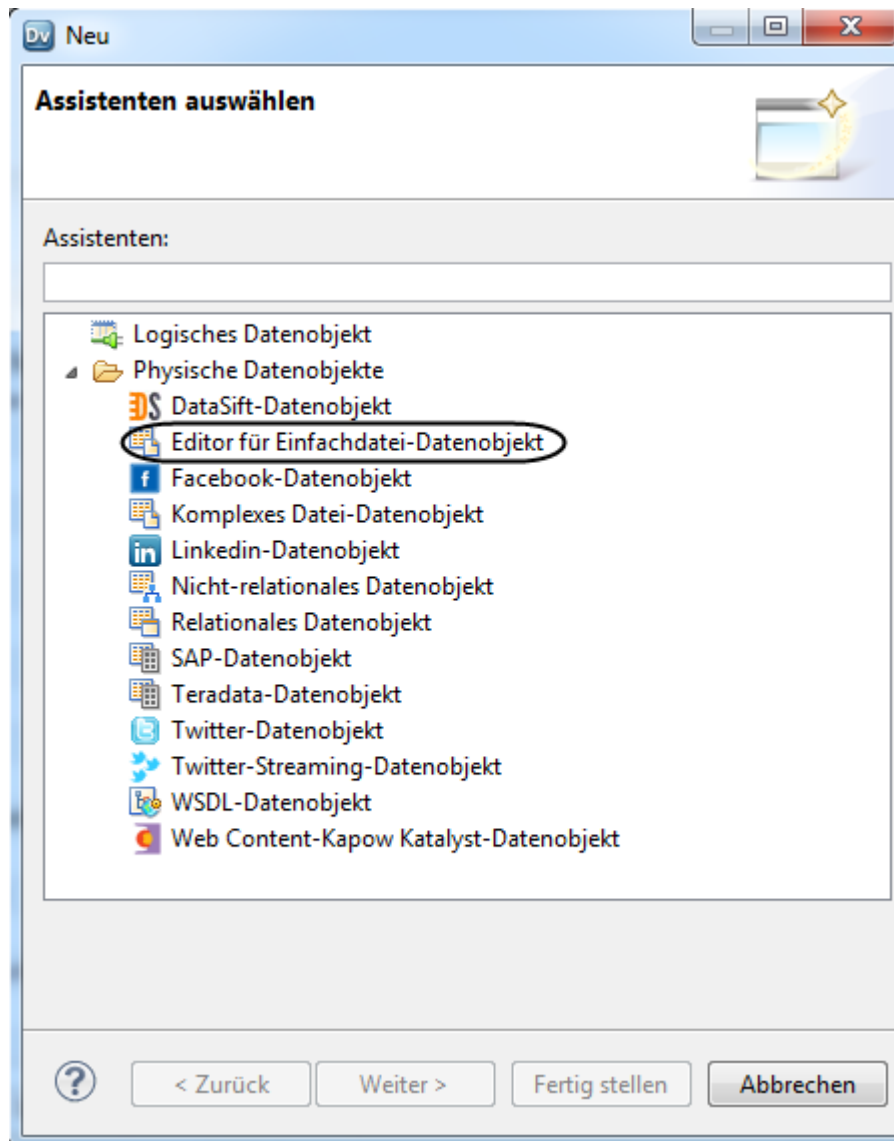 Dv Neu
Assistenten auswählen
Assistenten:
Logisches Datenobjekt
Physische Datenobjekte
DS DataSift-Datenobjekt
Editor für Einfachdatei-Datenobjekt
f Facebook-Datenobjekt
Komplexes Datei-Datenobjekt
in Linkedin-Datenobjekt
Nicht-relationales Datenobjekt
Relationales Datenobjekt
SAP-Datenobjekt
Teradata-Datenobjekt
Twitter-Datenobjekt
Twitter-Streaming-Datenobjekt
WSDL-Datenobjekt
Web Content-Kapow Katalyst-Datenobjekt
? < Zurück Weiter > Fertig stellen Abbrechen